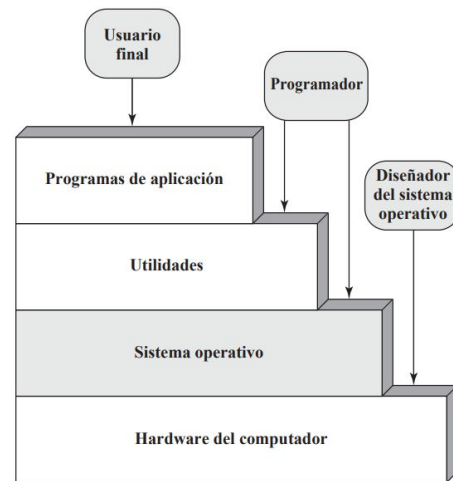 Usuario
final
Programador
Diseñador
del sistema
operativo
Programas de aplicación
Utilidades
Sistema operativo
Hardware del computador